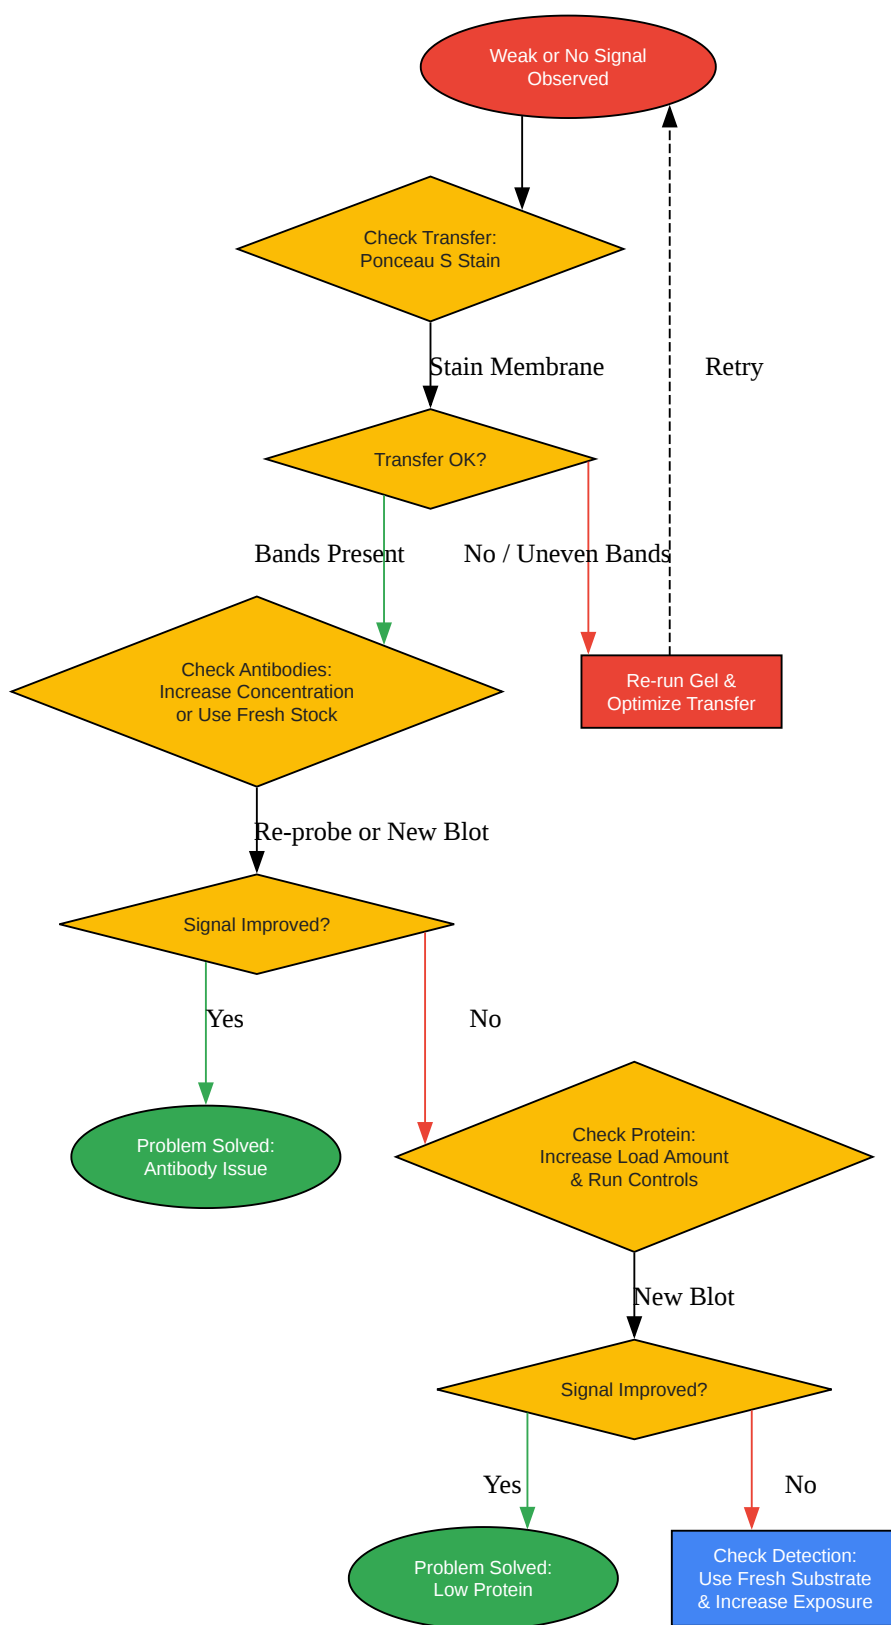 Weak or No Signal
Observed
Check Transfer:
Ponceau S Stain
Stain Membrane
Retry
Transfer OK?
Bands Present
No / Uneven Bands
Check Antibodies:
Increase Concentration
or Use Fresh Stock
Re-run Gel &
Optimize Transfer
Re-probe or New Blot
Signal Improved?
Yes
No
Problem Solved:
Antibody Issue
Check Protein:
Increase Load Amount
& Run Controls
New Blot
Signal Improved?
Yes
No
Problem Solved:
Low Protein
Check Detection:
Use Fresh Substrate
& Increase Exposure